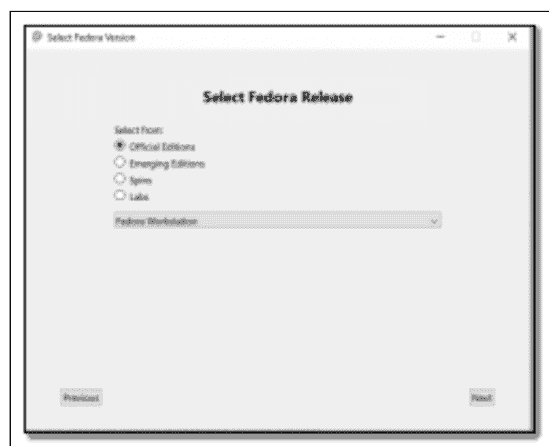 Select Fedora Version
Select Fedora Release
Select from:
Official Editions
Emerging Editions
Spins
Labs
Fedora Workstation
Previous
Next